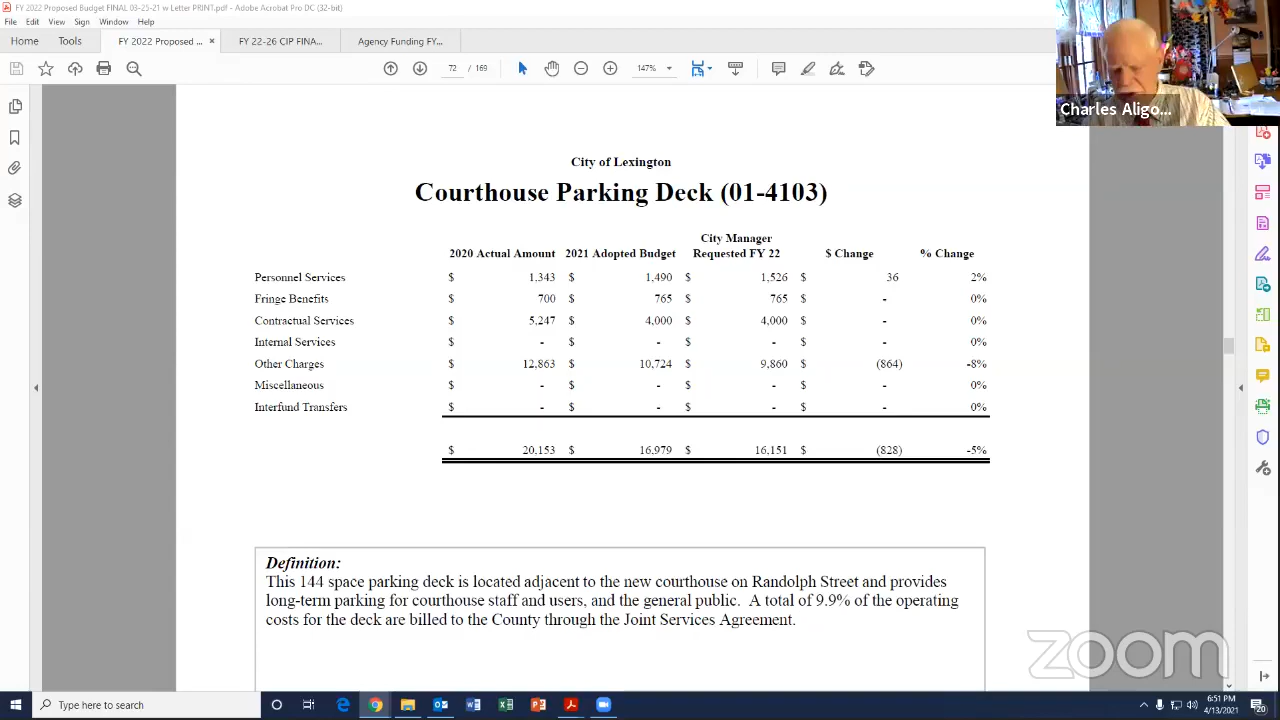 FY 2022 Proposed Budget FINAL 03-25-21 w Letter PRINT.pdf - Adobe Acrobat Pro DC (32-bit)
File Edit View Sign Window Help
Home Tools FY 2022 Proposed ... × FY 22-26 CIP FINA... Agency Funding FY...
72 / 169 147%
Charles Aligo...
City of Lexington
Courthouse Parking Deck (01-4103)
City Manager
2020 Actual Amount 2021 Adopted Budget Requested FY 22 $ Change % Change
Personnel Services $ 1,343 $ 1,490 $ 1,526 $ 36 2%
Fringe Benefits $ 700 $ 765 $ 765 $ - 0%
Contractual Services $ 5,247 $ 4,000 $ 4,000 $ - 0%
Internal Services $ - $ - $ - $ - 0%
Other Charges $ 12,863 $ 10,724 $ 9,860 $ (864) -8%
Miscellaneous $ - $ - $ - $ - 0%
Interfund Transfers $ - $ - $ - $ - 0%
$ 20,153 $ 16,979 $ 16,151 $ (828) -5%
Definition:
This 144 space parking deck is located adjacent to the new courthouse on Randolph Street and provides
long-term parking for courthouse staff and users, and the general public. A total of 9.9% of the operating
costs for the deck are billed to the County through the Joint Services Agreement.
zoom
Type here to search
6:51 PM
4/13/2021
20